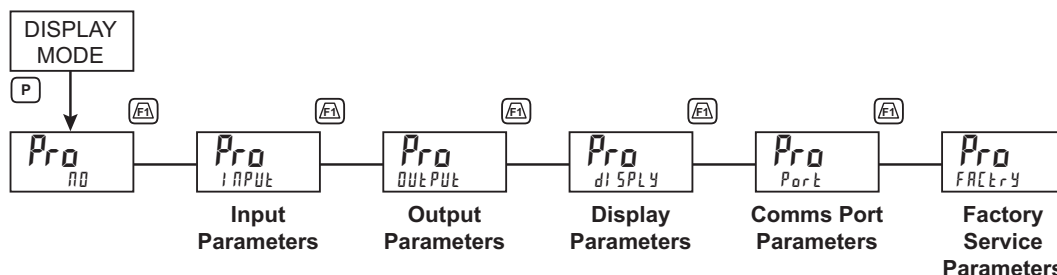 DISPLAY
MODE
P
F1 F1 F1 F1 F1
Pro Pro Pro Pro Pro Pro
NO INPUt OUtPUt dISPLY Port FACtrY
Input Output Display Comms Port Factory
Parameters Parameters Parameters Parameters Service
Parameters